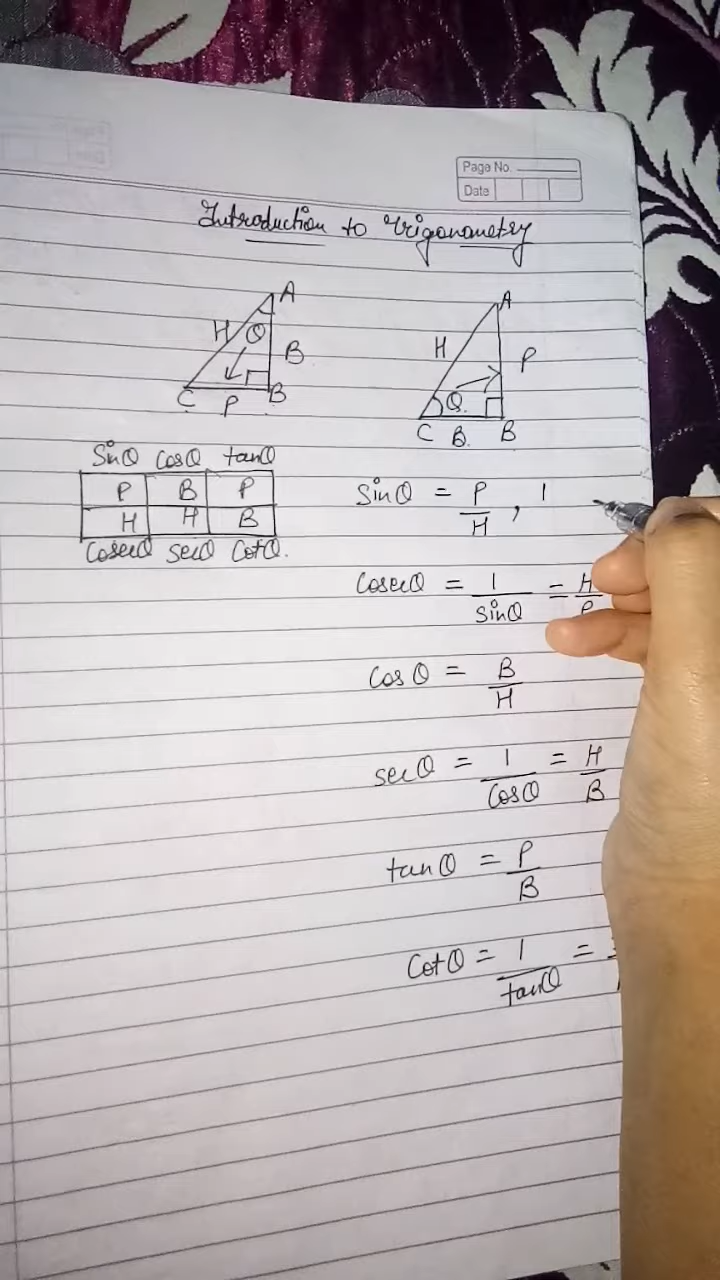 Page No.
Date
Introduction to Trigonometry
A
H θ B
C P B
A
H P
θ
C B B
Sinθ Cosθ tanθ
P B P
H H B
Cosecθ secθ Cotθ.
sinθ = P/H , 1
Cosecθ = 1/sinθ = H/P
Cosθ = B/H
secθ = 1/Cosθ = H/B
tanθ = P/B
Cotθ = 1/tanθ =